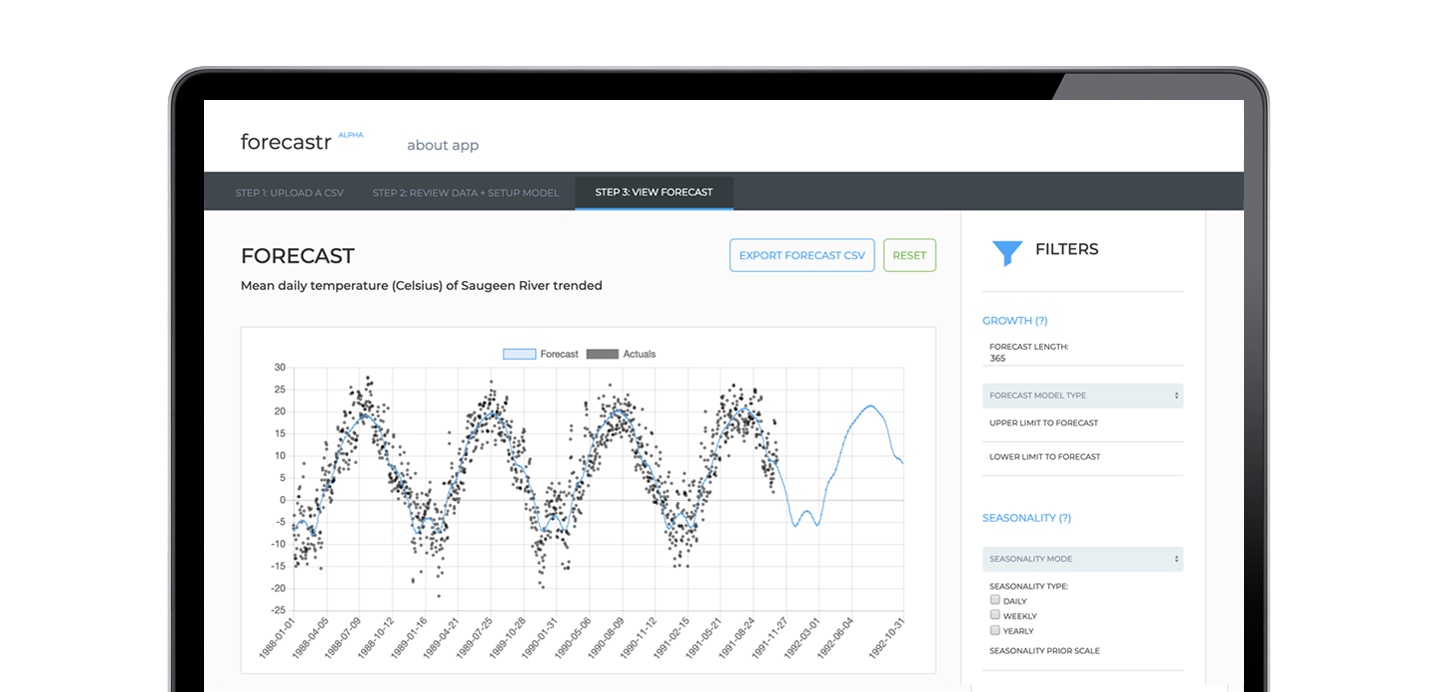 forecastr ALPHA
about app
STEP 1: UPLOAD A CSV
STEP 2: REVIEW DATA + SETUP MODEL
STEP 3: VIEW FORECAST
FORECAST
EXPORT FORECAST CSV
RESET
Mean daily temperature (Celsius) of Saugeen River trended
Forecast
Actuals
30
25
20
15
10
5
0
-5
-10
-15
-20
-25
1988-01-01
1988-04-05
1988-07-09
1988-10-12
1989-01-16
1989-04-21
1989-07-25
1989-10-28
1990-01-31
1990-05-06
1990-08-09
1990-11-12
1991-02-15
1991-05-21
1991-08-24
1991-11-27
1992-03-01
1992-06-04
1992-10-31
FILTERS
GROWTH (?)
FORECAST LENGTH:
365
FORECAST MODEL TYPE
UPPER LIMIT TO FORECAST
LOWER LIMIT TO FORECAST
SEASONALITY (?)
SEASONALITY MODE
SEASONALITY TYPE:
DAILY
WEEKLY
YEARLY
SEASONALITY PRIOR SCALE